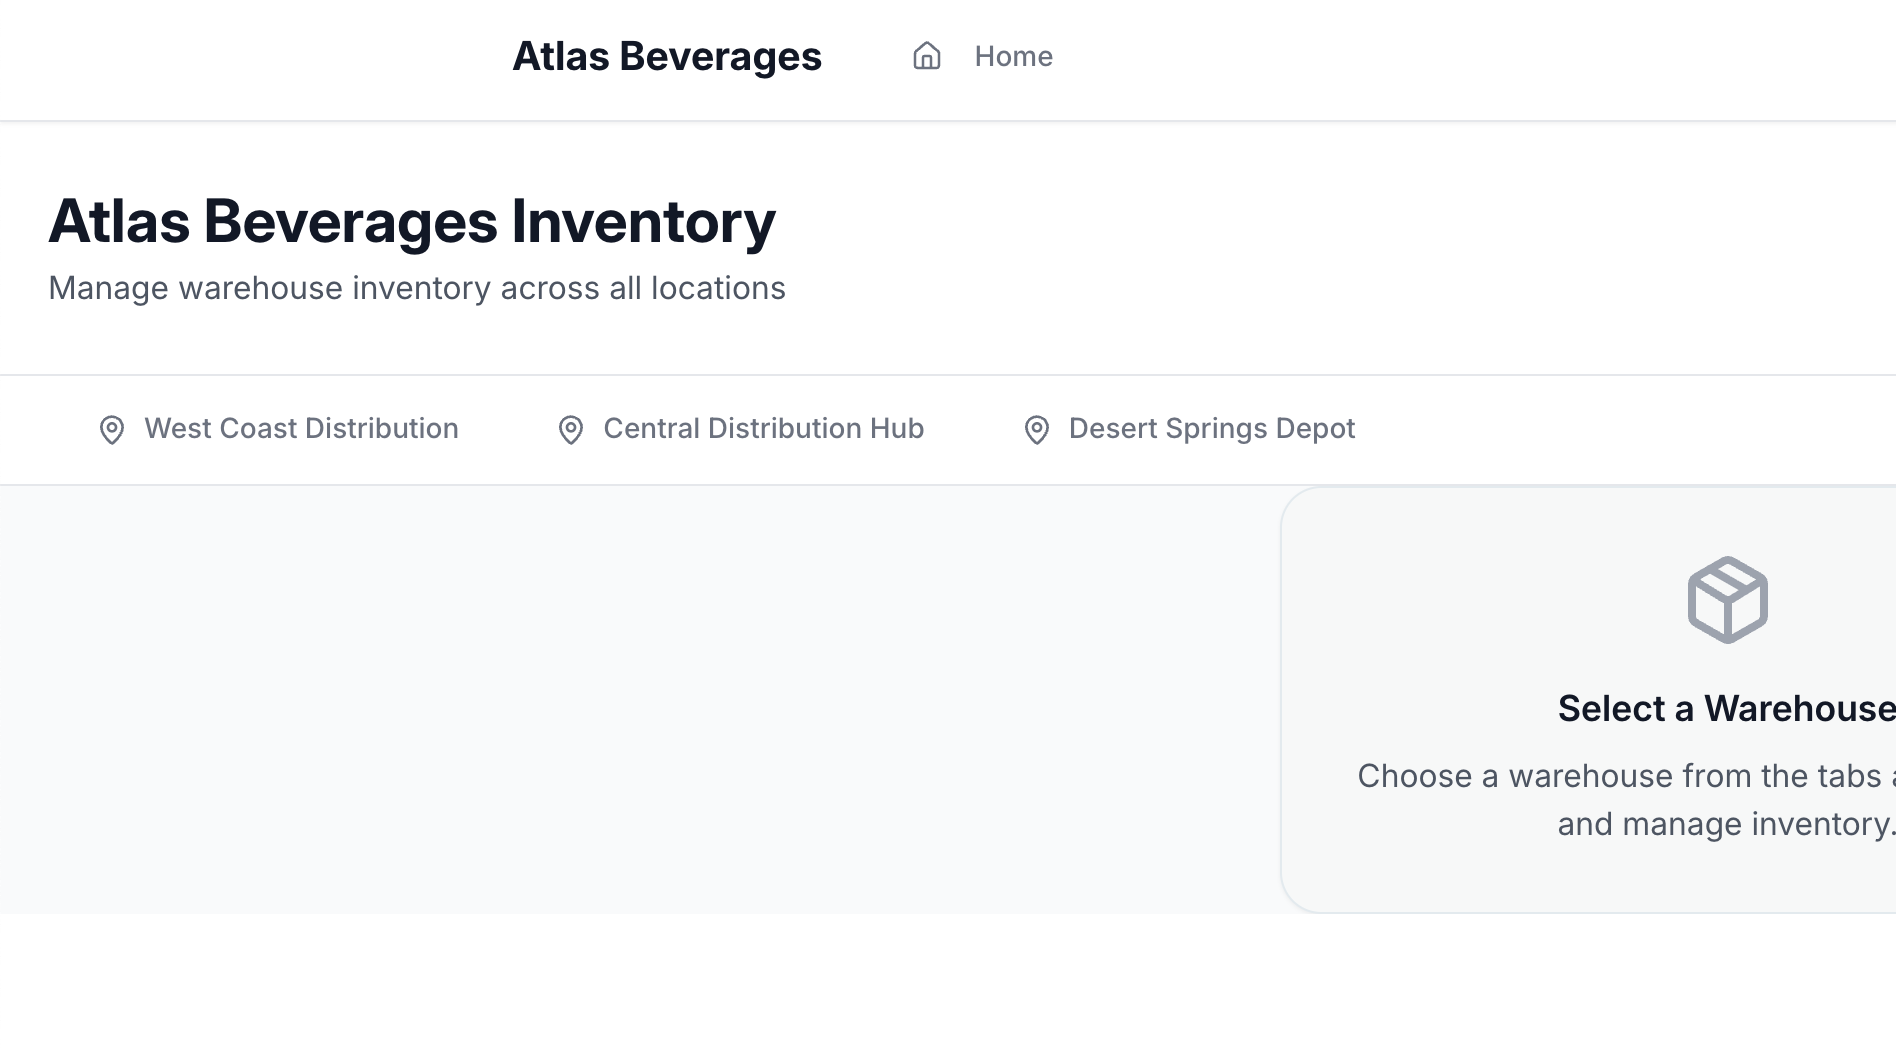 Atlas Beverages
Home
Atlas Beverages Inventory
Manage warehouse inventory across all locations
West Coast Distribution
Central Distribution Hub
Desert Springs Depot
Select a Warehouse
Choose a warehouse from the tabs
and manage inventory.